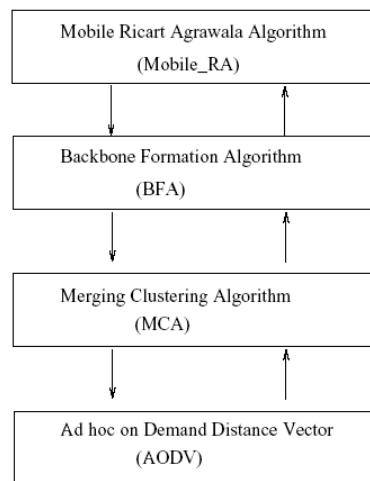 Mobile Ricart Agrawala Algorithm
(Mobile_RA)
Backbone Formation Algorithm
(BFA)
Merging Clustering Algorithm
(MCA)
Ad hoc on Demand Distance Vector
(AODV)